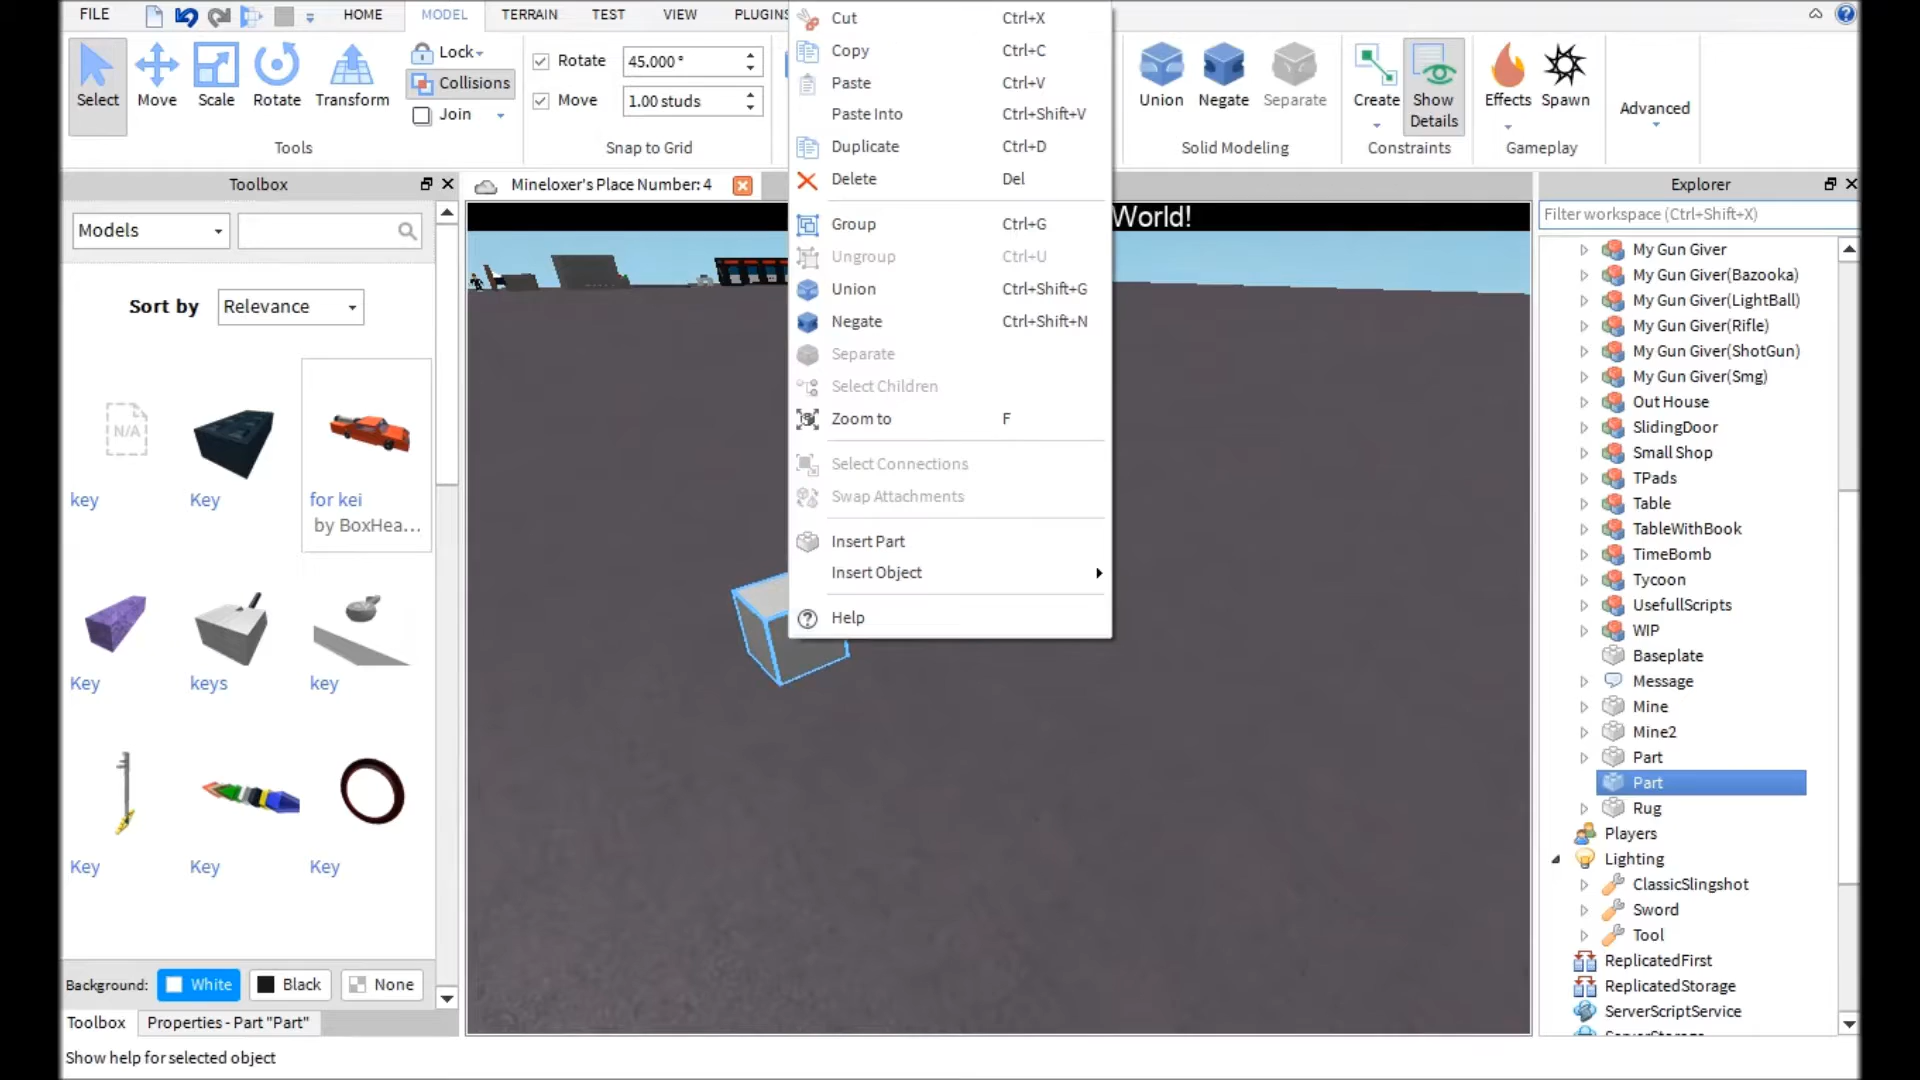 FILE HOME MODEL TERRAIN TEST VIEW PLUGINS
Select Move Scale Rotate Transform
Lock
Collisions
Join
Tools
Rotate 45.000 °
Move 1.00 studs
Snap to Grid
Union Negate Separate
Solid Modeling
Create Show Details
Constraints
Effects Spawn
Gameplay
Advanced
Toolbox
Models
Sort by Relevance
key Key for kei
by BoxHea...
Key keys key
Key Key Key
N/A
Background: White Black None
Toolbox Properties - Part "Part"
Show help for selected object
Mineloxer's Place Number: 4
World!
Cut Ctrl+X
Copy Ctrl+C
Paste Ctrl+V
Paste Into Ctrl+Shift+V
Duplicate Ctrl+D
Delete Del
Group Ctrl+G
Ungroup Ctrl+U
Union Ctrl+Shift+G
Negate Ctrl+Shift+N
Separate
Select Children
Zoom to F
Select Connections
Swap Attachments
Insert Part
Insert Object
Help
Explorer
Filter workspace (Ctrl+Shift+X)
My Gun Giver
My Gun Giver(Bazooka)
My Gun Giver(LightBall)
My Gun Giver(Rifle)
My Gun Giver(ShotGun)
My Gun Giver(Smg)
Out House
SlidingDoor
Small Shop
TPads
Table
TableWithBook
TimeBomb
Tycoon
UsefullScripts
WIP
Baseplate
Message
Mine
Mine2
Part
Part
Rug
Players
Lighting
ClassicSlingshot
Sword
Tool
ReplicatedFirst
ReplicatedStorage
ServerScriptService